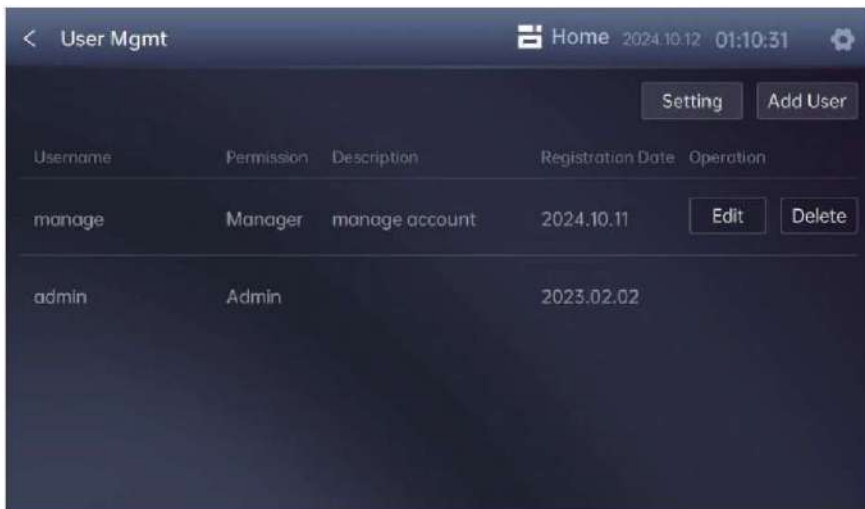 < User Mgmt Home 2024.10.12 01:10:31
Setting Add User
Username Permission Description Registration Date Operation
manage Manager manage account 2024.10.11 Edit Delete
admin Admin 2023.02.02